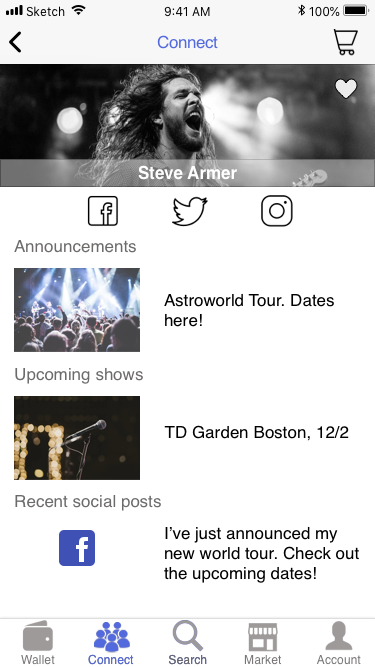 Sketch 9:41 AM 100%
Connect
Steve Armer
Announcements
Astroworld Tour. Dates
here!
Upcoming shows
TD Garden Boston, 12/2
Recent social posts
I’ve just announced my
new world tour. Check out
the upcoming dates!
Wallet Connect Search Market Account